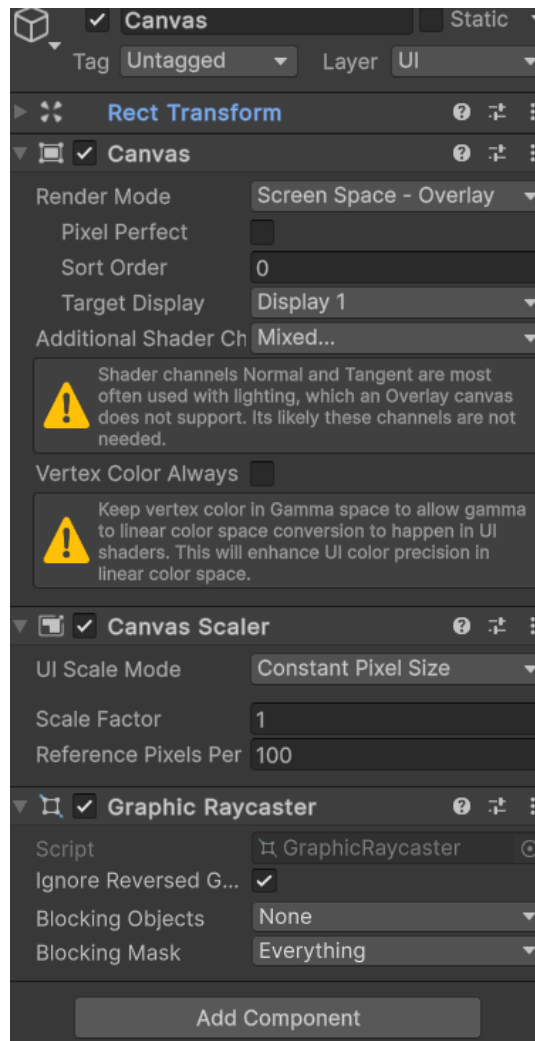 Canvas Static
Tag Untagged Layer UI
Rect Transform
Canvas
Render Mode Screen Space - Overlay
Pixel Perfect
Sort Order 0
Target Display Display 1
Additional Shader Ch Mixed...
Shader channels Normal and Tangent are most
often used with lighting, which an Overlay canvas
does not support. Its likely these channels are not
needed.
Vertex Color Always
Keep vertex color in Gamma space to allow gamma
to linear color space conversion to happen in UI
shaders. This will enhance UI color precision in
linear color space.
Canvas Scaler
UI Scale Mode Constant Pixel Size
Scale Factor 1
Reference Pixels Per 100
Graphic Raycaster
Script GraphicRaycaster
Ignore Reversed G... 
Blocking Objects None
Blocking Mask Everything
Add Component